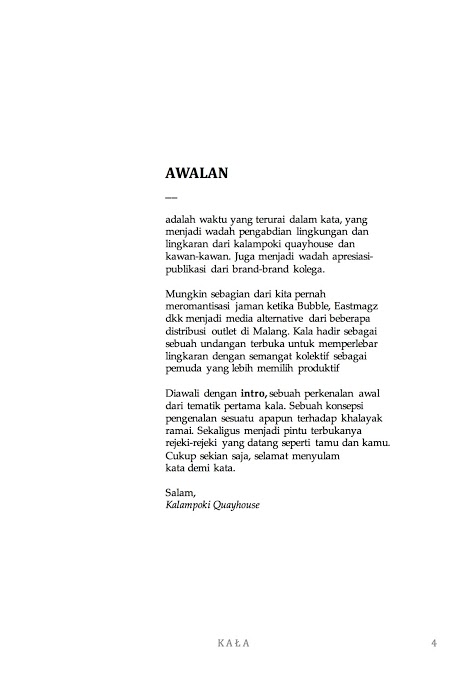 AWALAN
—
adalah waktu yang terurai dalam kata, yang
menjadi wadah pengabdian lingkungan dan
lingkaran dari kalampoki quayhouse dan
kawan-kawan. Juga menjadi wadah apresiasi-
publikasi dari brand-brand kolega.
Mungkin sebagian dari kita pernah
meromantisasi jaman ketika Bubble, Eastmagz
dkk menjadi media alternative dari beberapa
distribusi outlet di Malang. Kala hadir sebagai
sebuah undangan terbuka untuk memperlebar
lingkaran dengan semangat kolektif sebagai
pemuda yang lebih memilih produktif
Diawali dengan intro, sebuah perkenalan awal
dari tematik pertama kala. Sebuah konsepsi
pengenalan sesuatu apapun terhadap khalayak
ramai. Sekaligus menjadi pintu terbukanya
rejeki-rejeki yang datang seperti tamu dan kamu.
Cukup sekian saja, selamat menyulam
kata demi kata.
Salam,
Kalampoki Quayhouse
KAŁA 4